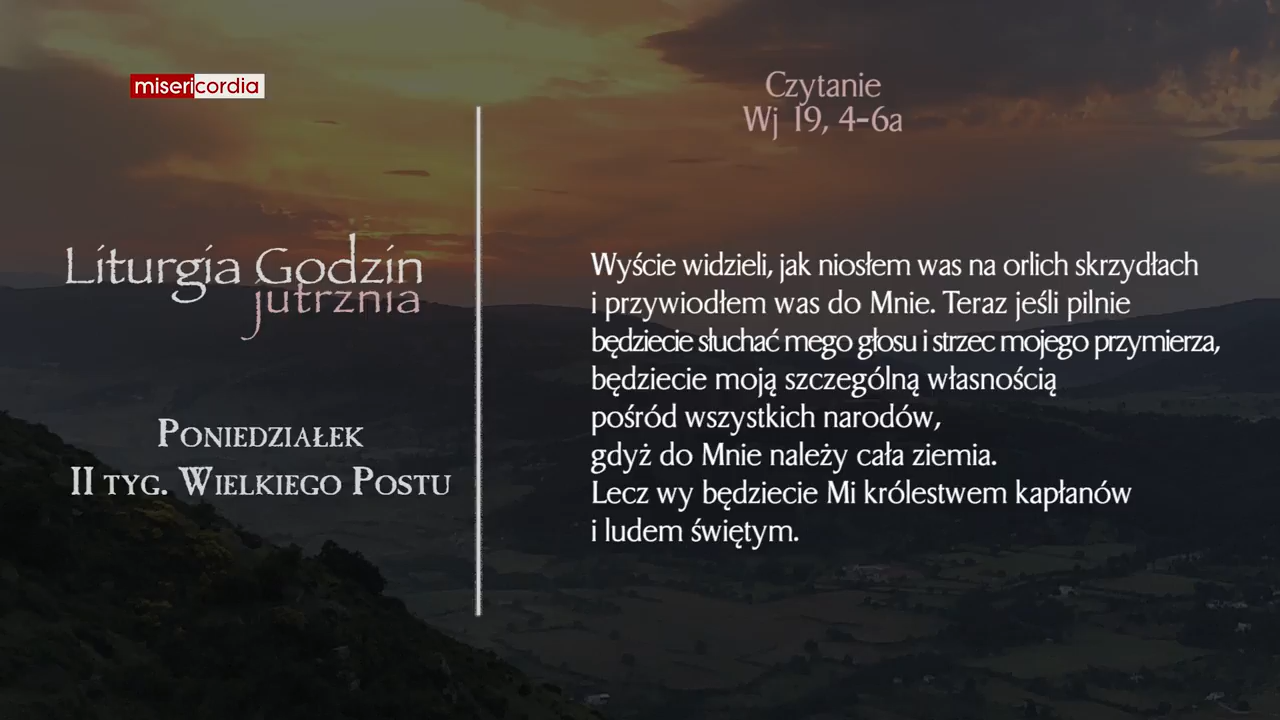 misericordia
Liturgia Godzin
jutrznia
Poniedziałek
II tyg. Wielkiego Postu
Czytanie
Wj 19, 4-6a
Wyście widzieli, jak niosłem was na orlich skrzydłach
i przywiodłem was do Mnie. Teraz jeśli pilnie
będziecie słuchać mego głosu i strzec mojego przymierza,
będziecie moją szczególną własnością
pośród wszystkich narodów,
gdyż do Mnie należy cała ziemia.
Lecz wy będziecie Mi królestwem kapłanów
i ludem świętym.